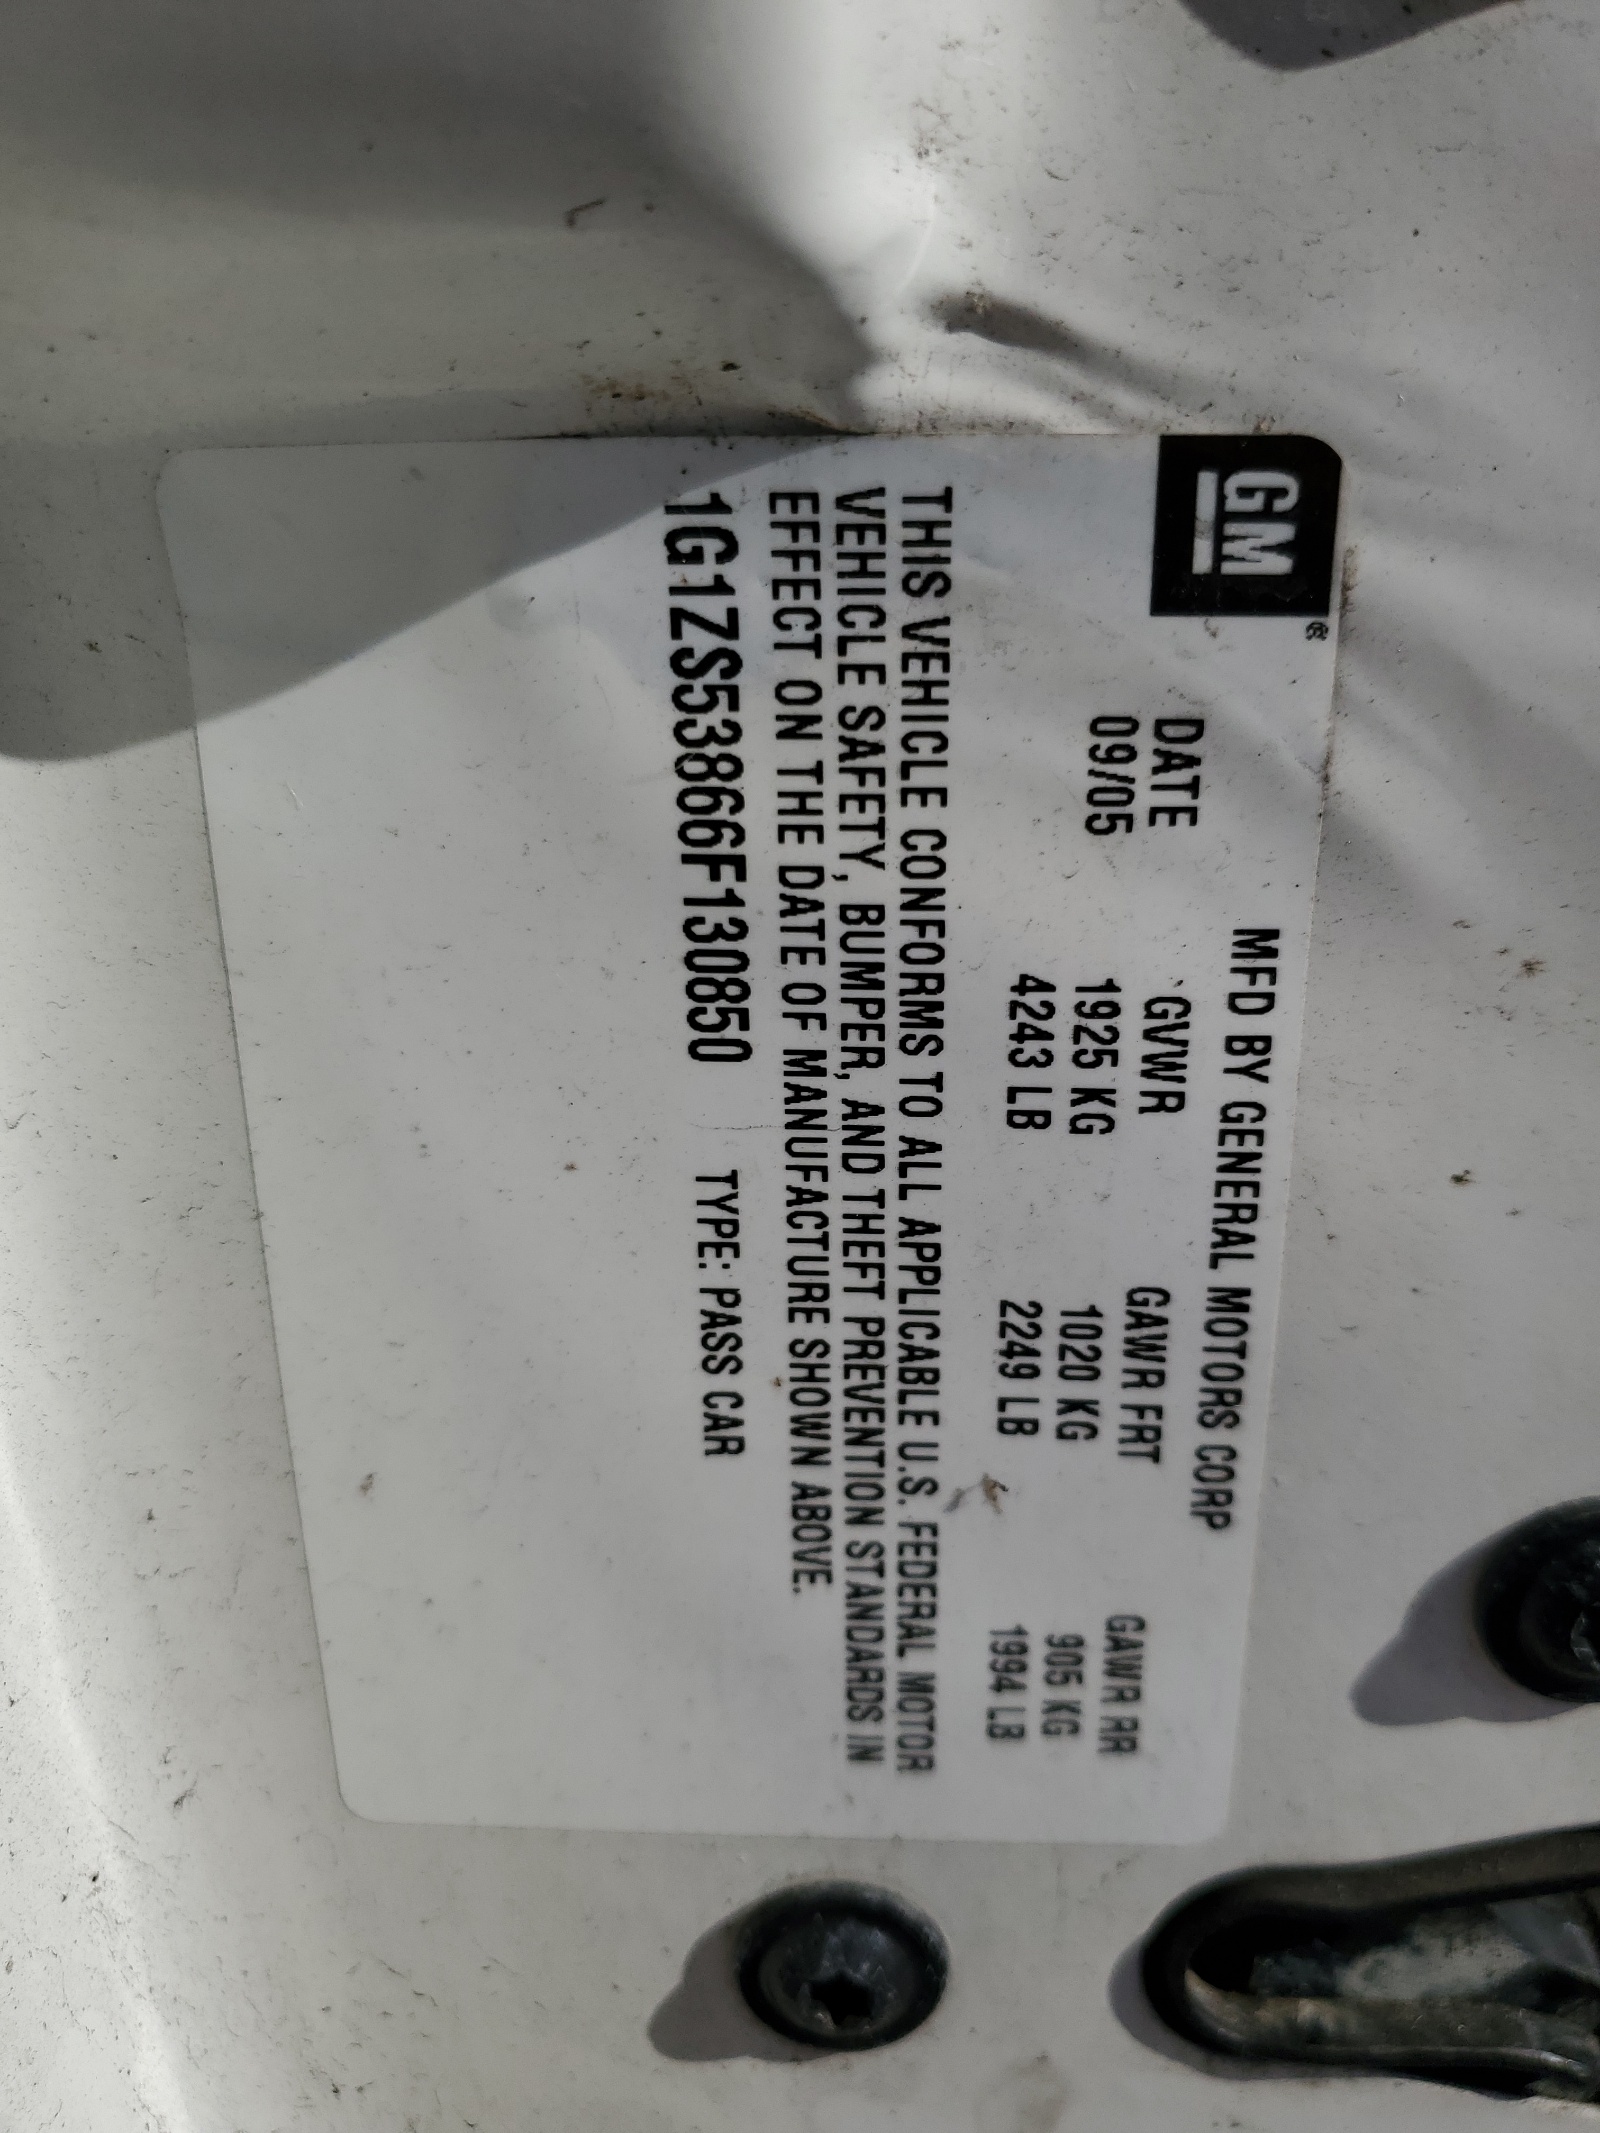 GM®
MFD BY GENERAL MOTORS CORP
DATE GVWR GAWR FRT GAWR RR
09/05 1925 KG 1020 KG 905 KG
4243 LB 2249 LB 1994 LB
THIS VEHICLE CONFORMS TO ALL APPLICABLE U.S. FEDERAL MOTOR
VEHICLE SAFETY, BUMPER, AND THEFT PREVENTION STANDARDS IN
EFFECT ON THE DATE OF MANUFACTURE SHOWN ABOVE.
1G1ZS53866F130850 TYPE: PASS CAR